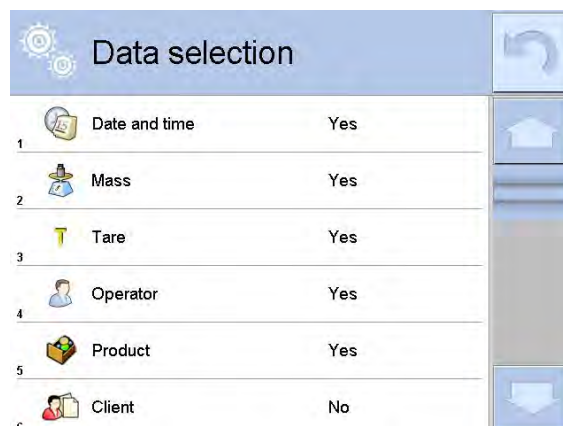 Data selection
1 Date and time Yes
2 Mass Yes
3 Tare Yes
4 Operator Yes
5 Product Yes
Client No